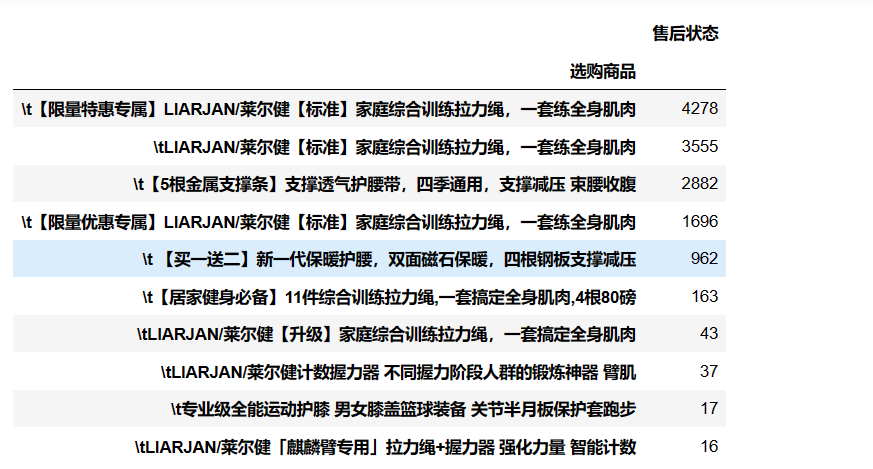 售后状态
选购商品
\t【限量特惠专属】LIARJAN/莱尔健【标准】家庭综合训练拉力绳，一套练全身肌肉 4278
\tLIARJAN/莱尔健【标准】家庭综合训练拉力绳，一套练全身肌肉 3555
\t【5根金属支撑条】支撑透气护腰带，四季通用，支撑减压 束腰收腹 2882
\t【限量优惠专属】LIARJAN/莱尔健【标准】家庭综合训练拉力绳，一套练全身肌肉 1696
\t 【买一送二】新一代保暖护腰，双面磁石保暖，四根钢板支撑减压 962
\t【居家健身必备】11件综合训练拉力绳,一套搞定全身肌肉,4根80磅 163
\tLIARJAN/莱尔健【升级】家庭综合训练拉力绳，一套搞定全身肌肉 43
\tLIARJAN/莱尔健计数握力器 不同握力阶段人群的锻炼神器 臂肌 37
\t专业级全能运动护膝 男女膝盖篮球装备 关节半月板保护套跑步 17
\tLIARJAN/莱尔健「麒麟臂专用」拉力绳+握力器 强化力量 智能计数 16